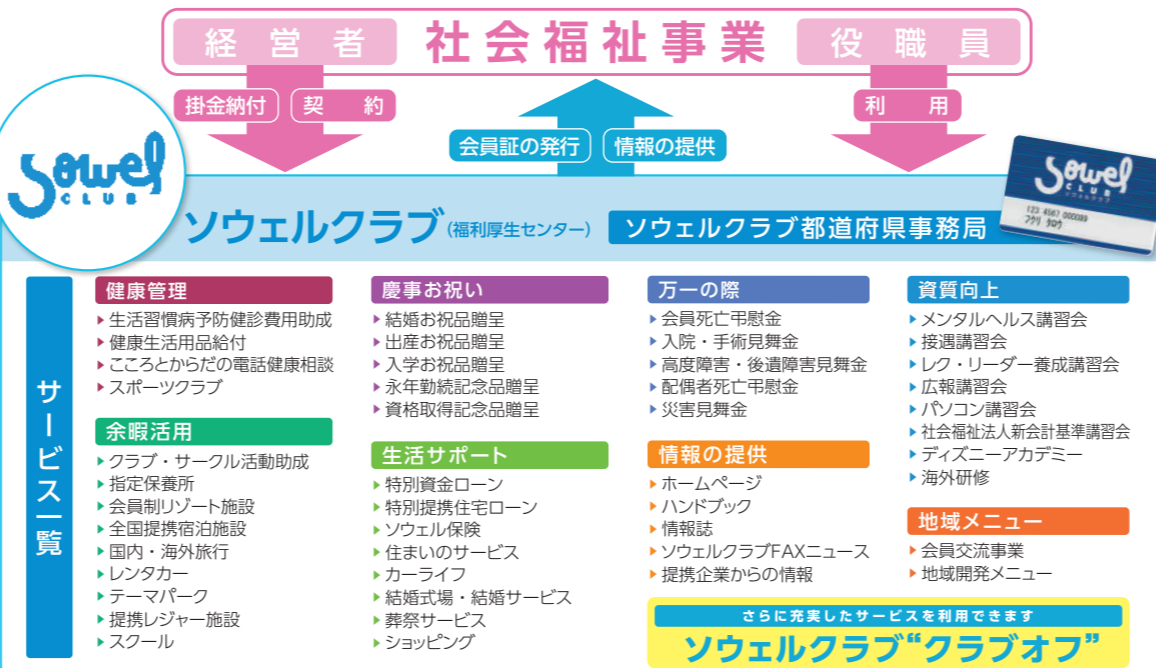 経営者 社会福祉事業 役職員
掛金納付 契約
利用
会員証の発行 情報の提供
Sowel
CLUB
ソウェルクラブ(福利厚生センター) ソウェルクラブ都道府県事務局
Sowel
CLUB
ソウェルクラブ
123 4567 000089
フクリ タロウ
サービス一覧
健康管理
生活習慣病予防健診費用助成
健康生活用品給付
こころとからだの電話健康相談
スポーツクラブ
余暇活用
クラブ・サークル活動助成
指定保養所
会員制リゾート施設
全国提携宿泊施設
国内・海外旅行
レンタカー
テーマパーク
提携レジャー施設
スクール
慶事お祝い
結婚お祝品贈呈
出産お祝品贈呈
入学お祝品贈呈
永年勤続記念品贈呈
資格取得記念品贈呈
生活サポート
特別資金ローン
特別提携住宅ローン
ソウェル保険
住まいのサービス
カーライフ
結婚式場・結婚サービス
葬祭サービス
ショッピング
万一の際
会員死亡弔慰金
入院・手術見舞金
高度障害・後遺障害見舞金
配偶者死亡弔慰金
災害見舞金
情報の提供
ホームページ
ハンドブック
情報誌
ソウェルクラブFAXニュース
提携企業からの情報
資質向上
メンタルヘルス講習会
接遇講習会
レク・リーダー養成講習会
広報講習会
パソコン講習会
社会福祉法人新会計基準講習会
ディズニーアカデミー
海外研修
地域メニュー
会員交流事業
地域開発メニュー
さらに充実したサービスを利用できます
ソウェルクラブ“クラブオフ”